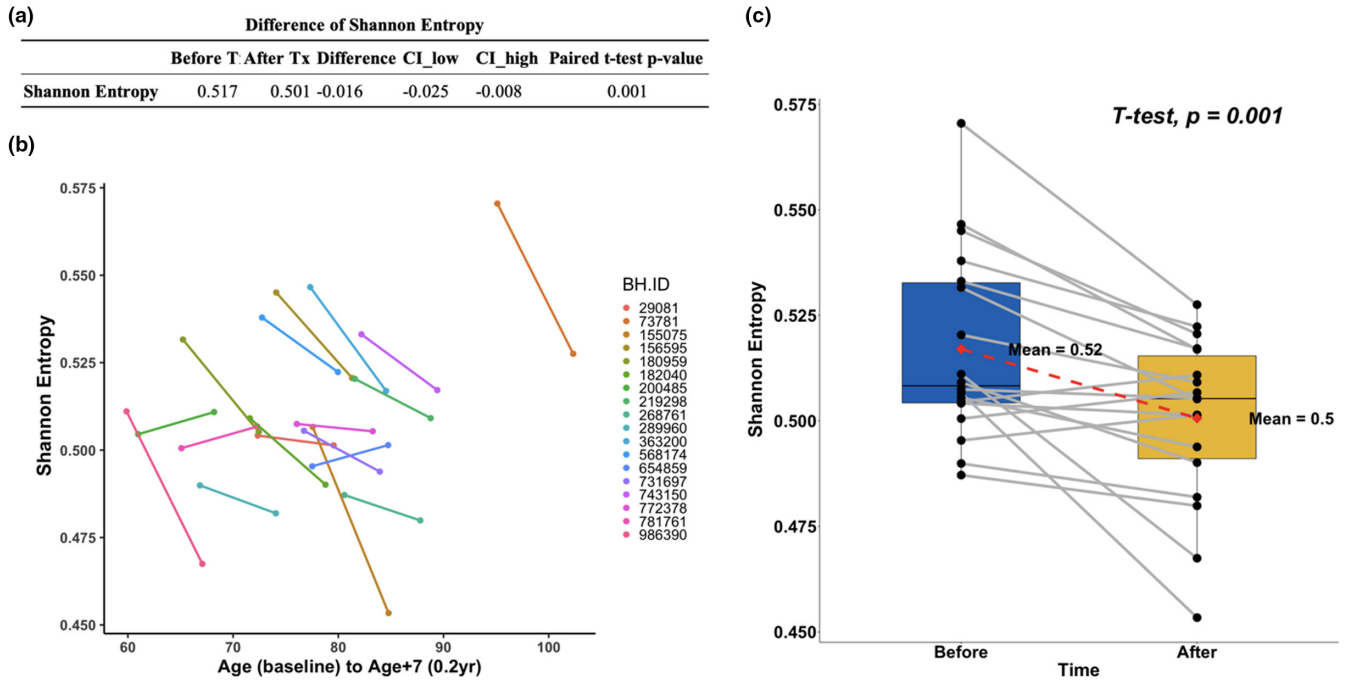 (a)
Difference of Shannon Entropy
Before T After Tx Difference CI_low CI_high Paired t-test p-value
Shannon Entropy 0.517 0.501 -0.016 -0.025 -0.008 0.001
(b)
0.575
0.550
0.525
0.500
0.475
0.450
Shannon Entropy
60 70 80 90 100
Age (baseline) to Age+7 (0.2yr)
BH.ID
29081
73781
155075
156595
180959
182040
200485
219298
268761
289960
363200
568174
654859
731697
743150
772378
781761
986390
(c)
T-test, p = 0.001
0.575
0.550
0.525
0.500
0.475
0.450
Shannon Entropy
Mean = 0.52
Mean = 0.5
Before After
Time